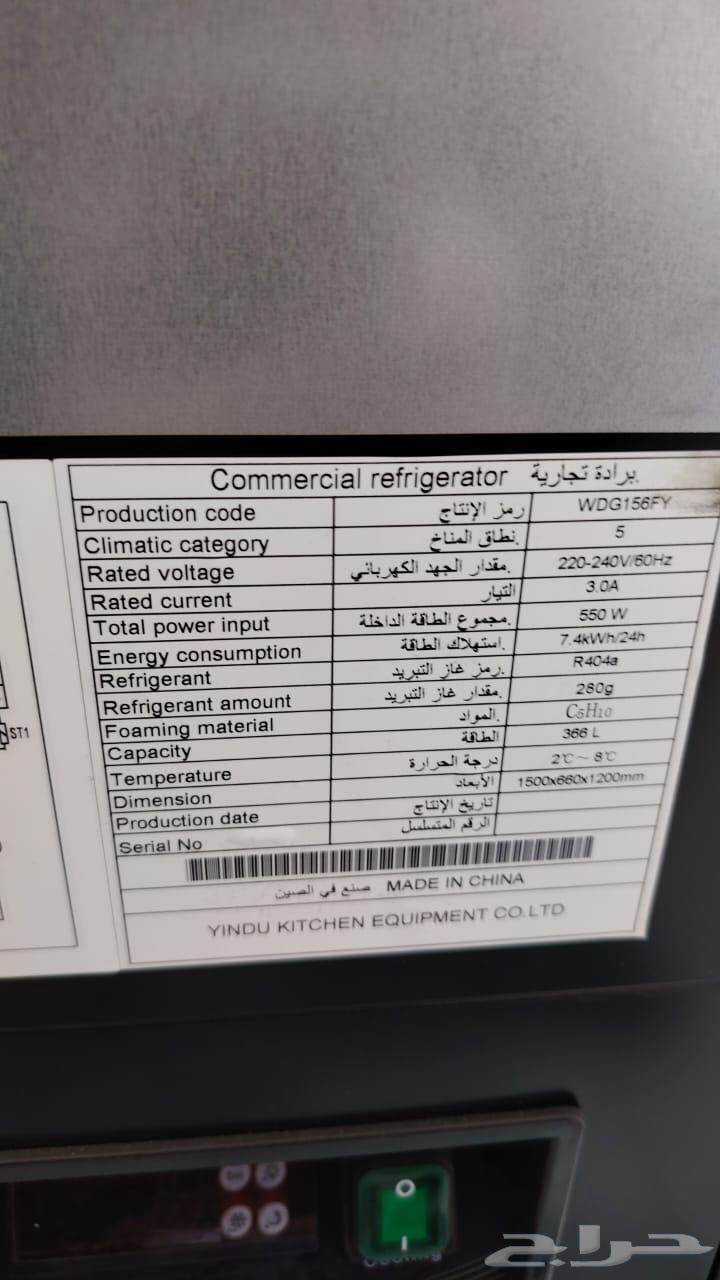 Commercial refrigerator برادة تجارية.
Production code رمز الإنتاج WDG156FY
Climatic category نطاق المناخ. 5
Rated voltage مقدار الجهد الكهربائي. 220-240V/60Hz
Rated current التيار 3.0A
Total power input مجموع الطاقة الداخلة. 550 W
Energy consumption استهلاك الطاقة. 7.4kWh/24h
Refrigerant رمز غاز التبريد. R404a
Refrigerant amount مقدار غاز التبريد. 280g
Foaming material المواد. C5H10
Capacity الطاقة 366 L
Temperature درجة الحرارة 2℃～8℃
Dimension الأبعاد 1500x660x1200mm
Production date تاريخ الإنتاج
Serial No الرقم المتسلسل
صنع في الصين MADE IN CHINA
YINDU KITCHEN EQUIPMENT CO.LTD
ST1
حراج